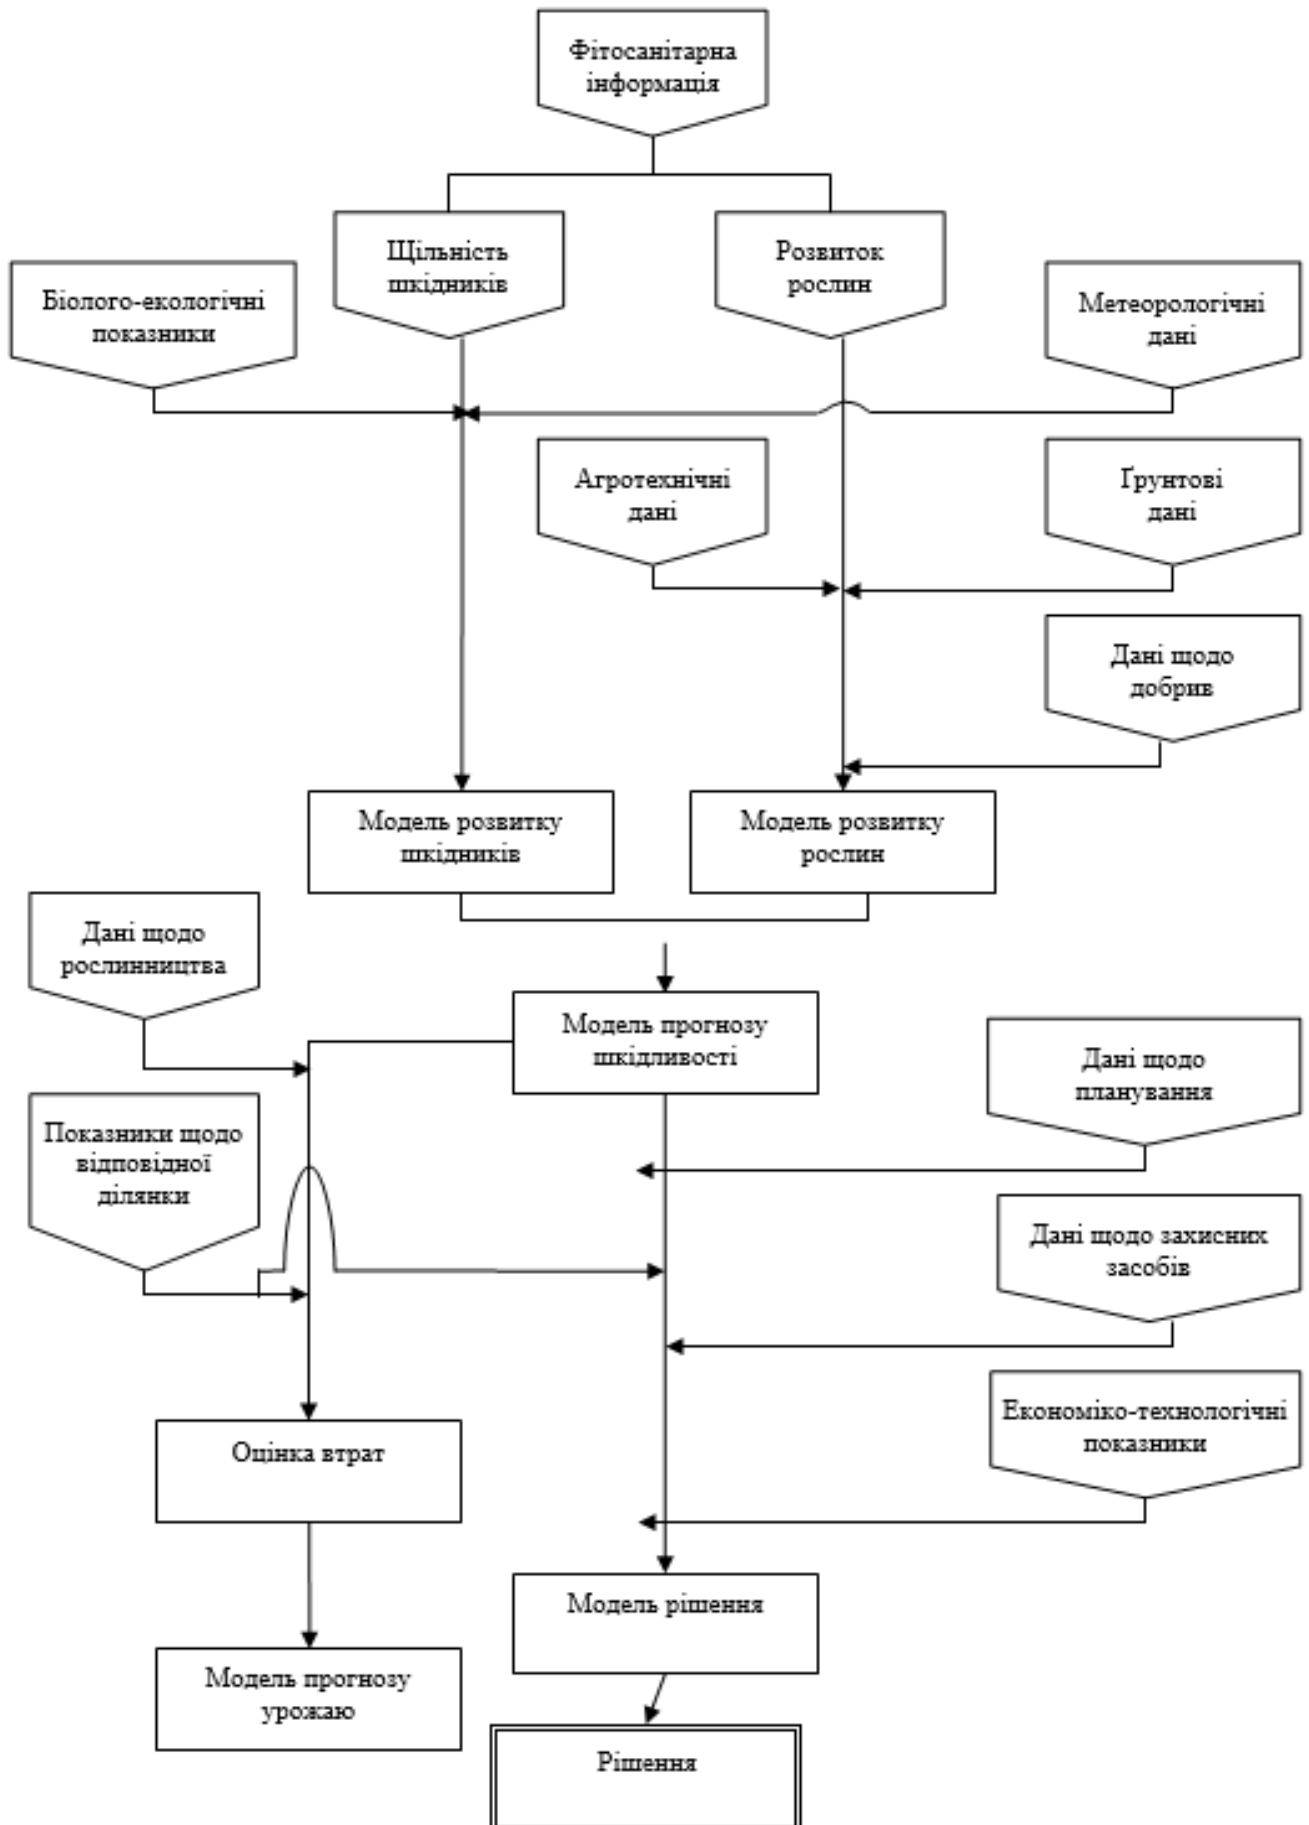 Фітосанітарна
інформація
Щільність
шкідників
Розвиток
рослин
Біолого-екологічні
показники
Метеорологічні
дані
Агротехнічні
дані
Ґрунтові
дані
Дані щодо
добрив
Модель розвитку
шкідників
Модель розвитку
рослин
Дані щодо
рослинництва
Модель прогнозу
шкідливості
Дані щодо
планування
Показники щодо
відповідної
ділянки
Дані щодо захисних
засобів
Економіко-технологічні
показники
Оцінка втрат
Модель рішення
Модель прогнозу
урожаю
Рішення